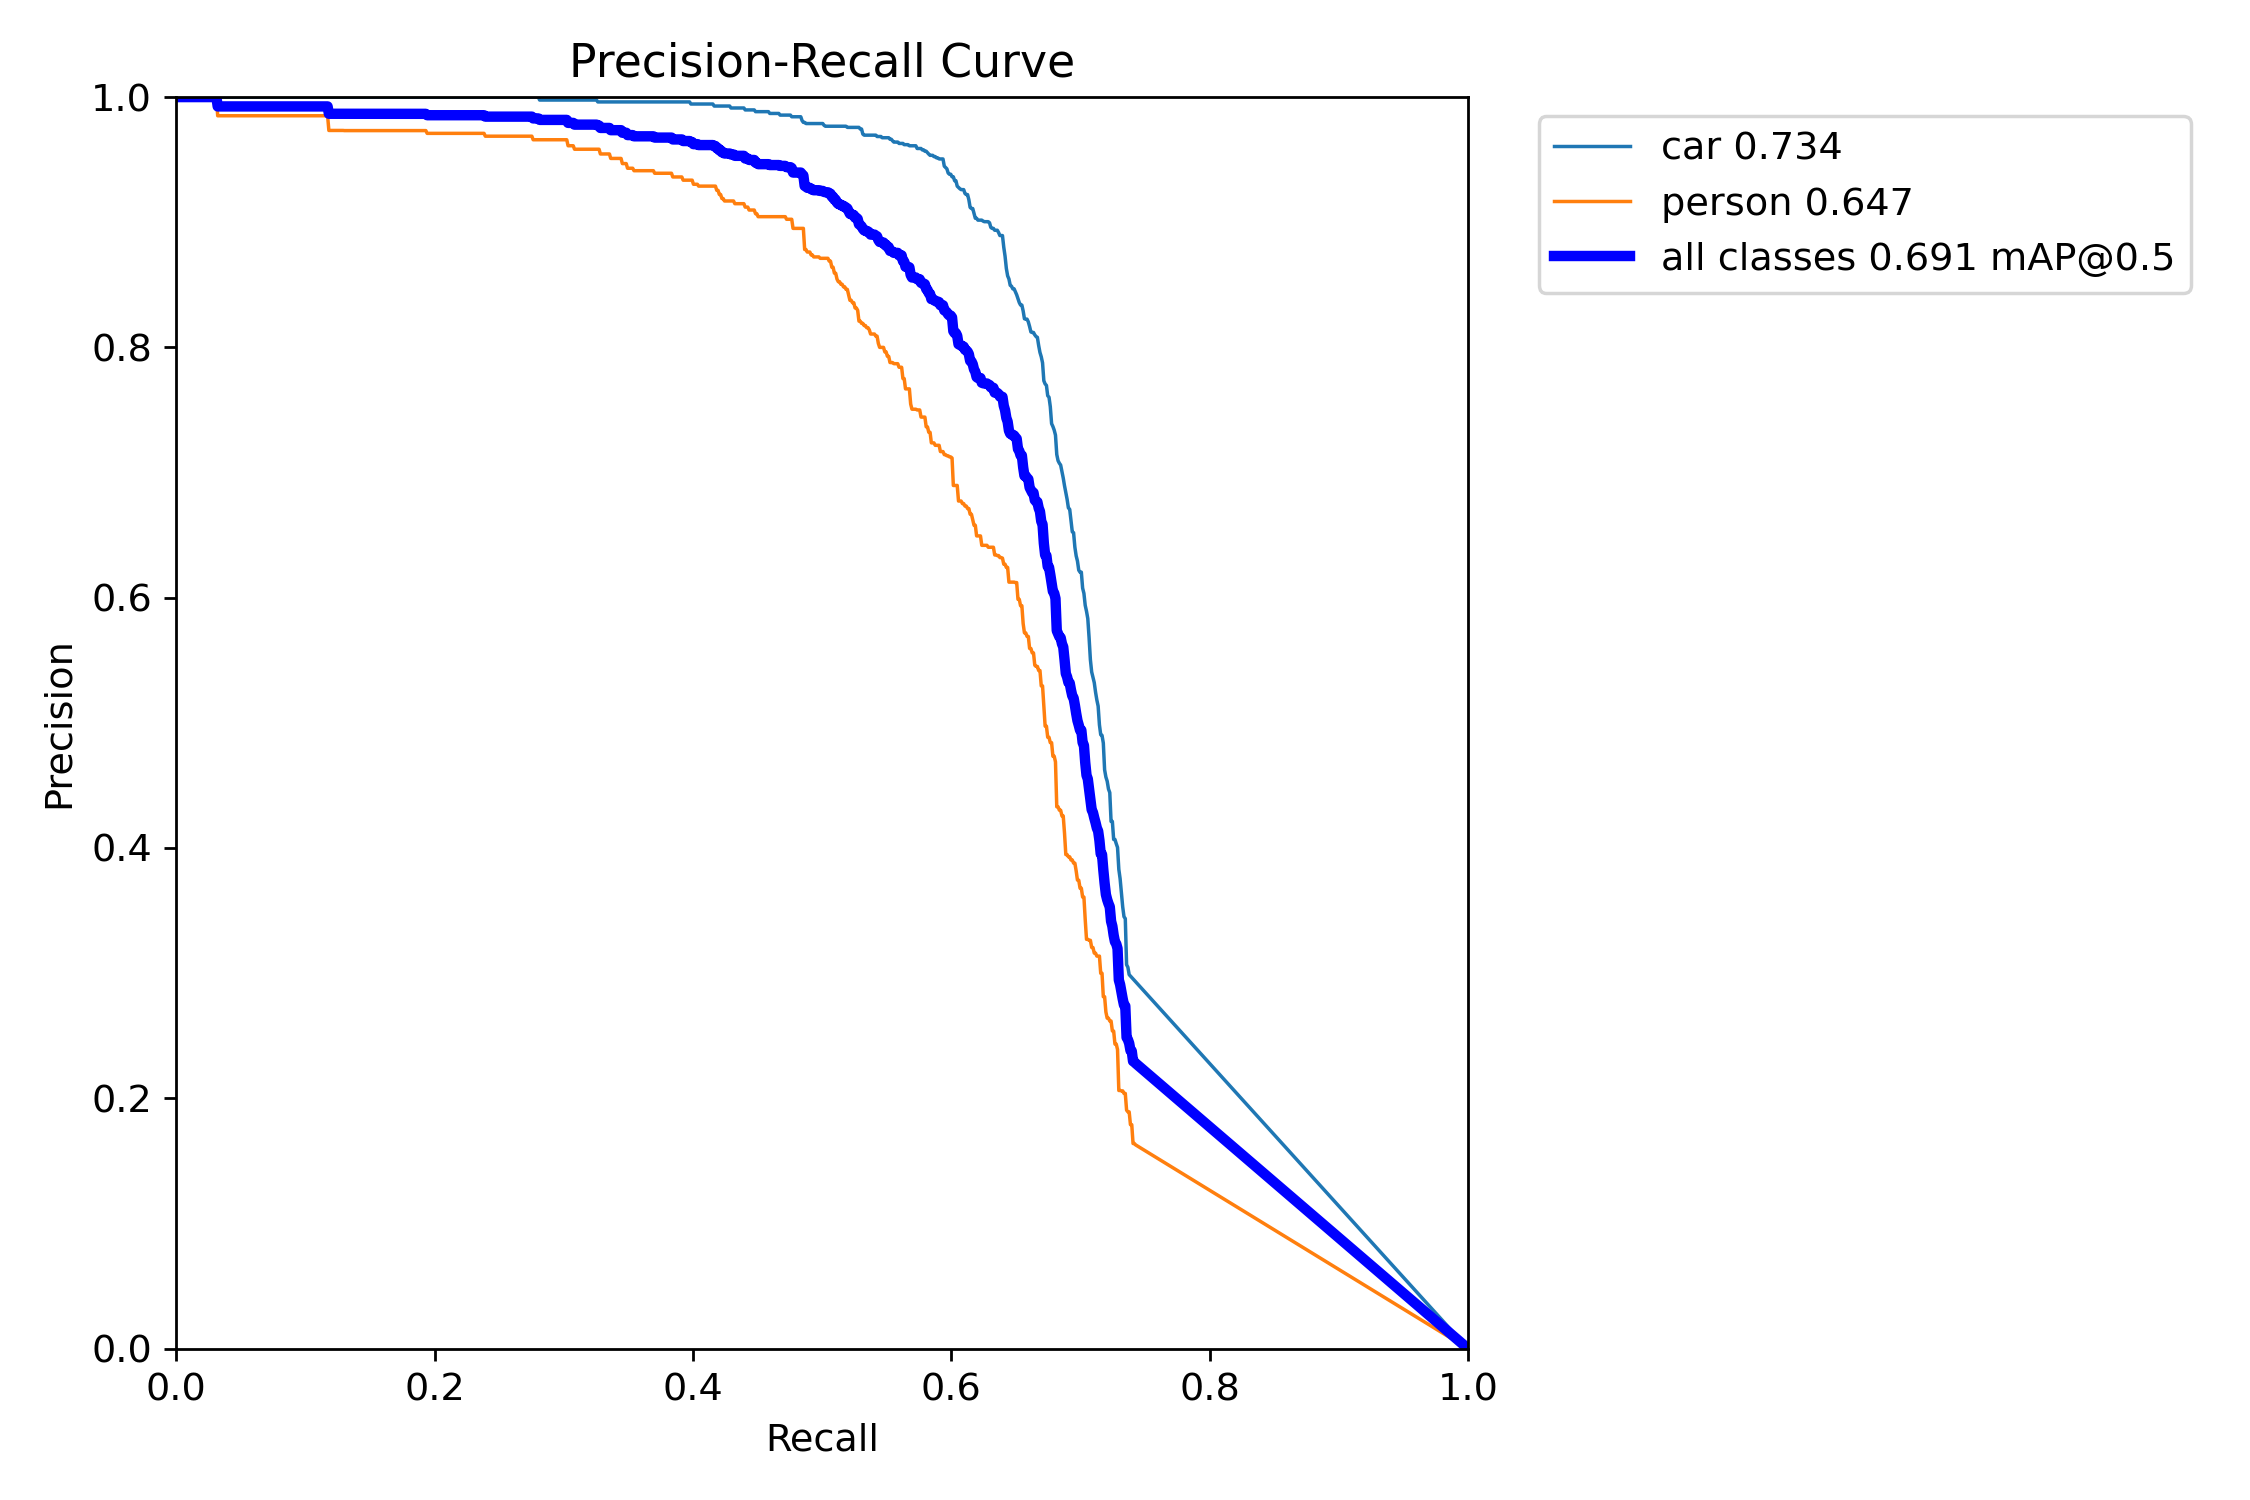 Precision-Recall Curve
car 0.734
person 0.647
all classes 0.691 mAP@0.5
Precision
1.0
0.8
0.6
0.4
0.2
0.0
0.0 0.2 0.4 0.6 0.8 1.0
Recall